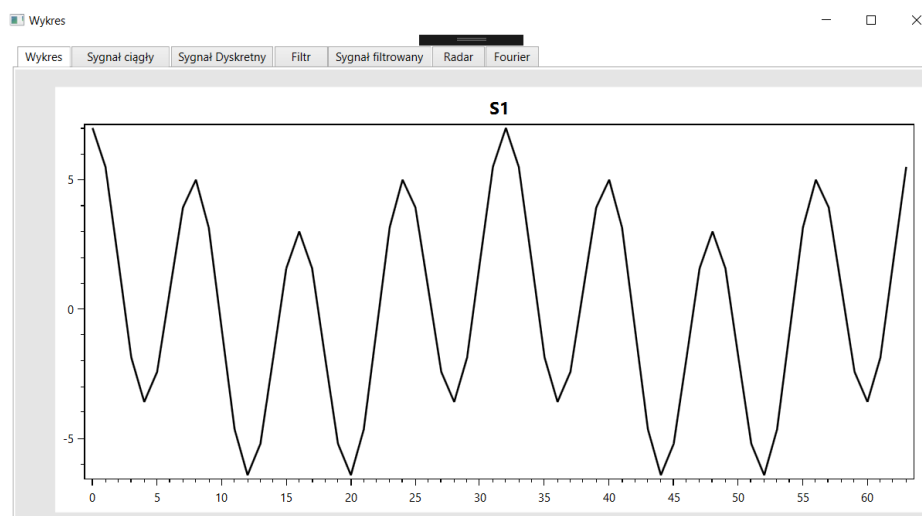 Wykres
Wykres Sygnał ciągły Sygnał Dyskretny Filtr Sygnał filtrowany Radar Fourier
S1
5
0
-5
0 5 10 15 20 25 30 35 40 45 50 55 60